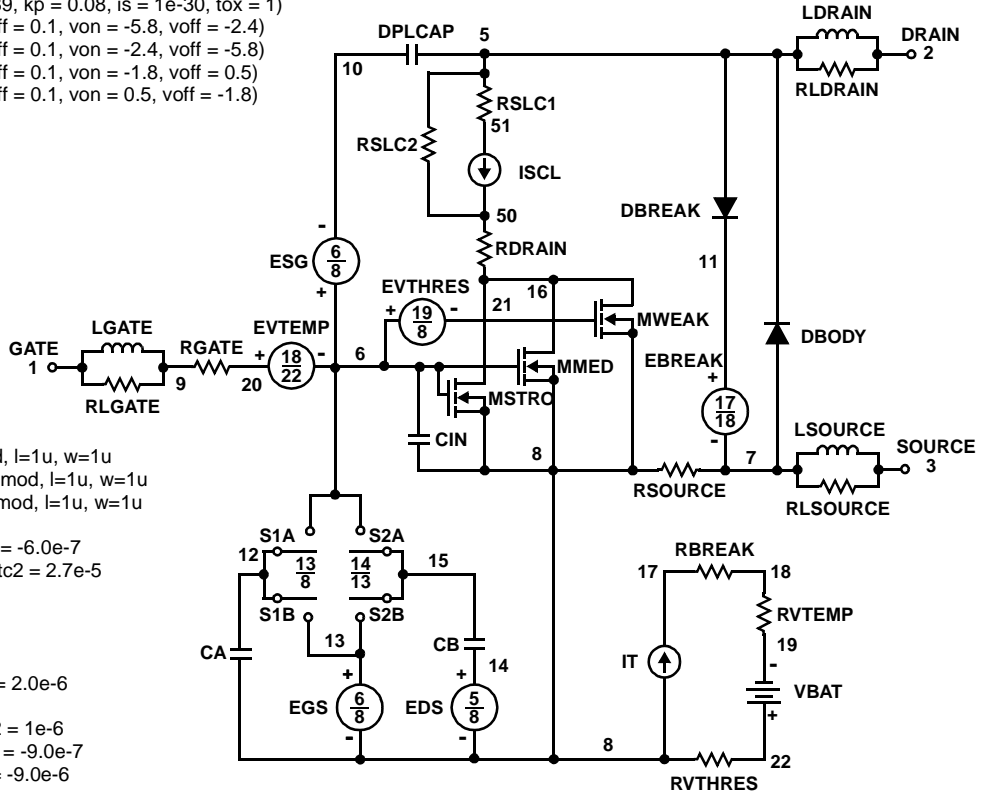 39, kp = 0.08, is = 1e-30, tox = 1)
ff = 0.1, von = -5.8, voff = -2.4)
ff = 0.1, von = -2.4, voff = -5.8)
ff = 0.1, von = -1.8, voff = 0.5)
ff = 0.1, von = 0.5, voff = -1.8)
DPLCAP
5
10
LDRAIN
DRAIN
2
RLDRAIN
RSLC1
51
RSLC2
ISCL
50
RDRAIN
DBREAK
11
-
ESG
6
8
+
EVTHRES
+
19
8
-
21
16
MWEAK
DBODY
LGATE
GATE
1
RLGATE
9
RGATE
20
EVTEMP
+
18
22
-
6
MMED
MSTRO
EBREAK
+
17
18
-
CIN
8
7
RSOURCE
LSOURCE
SOURCE
3
RLSOURCE
d, l=1u, w=1u
mod, l=1u, w=1u
mod, l=1u, w=1u
= -6.0e-7
tc2 = 2.7e-5
= 2.0e-6
2 = 1e-6
= -9.0e-7
= -9.0e-6
S1A
S2A
12
13
8
14
13
15
S1B
S2B
13
CA
CB
14
+
EGS
6
8
-
+
EDS
5
8
-
8
RBREAK
17
18
RVTEMP
19
IT
-
VBAT
+
22
RVTHRES